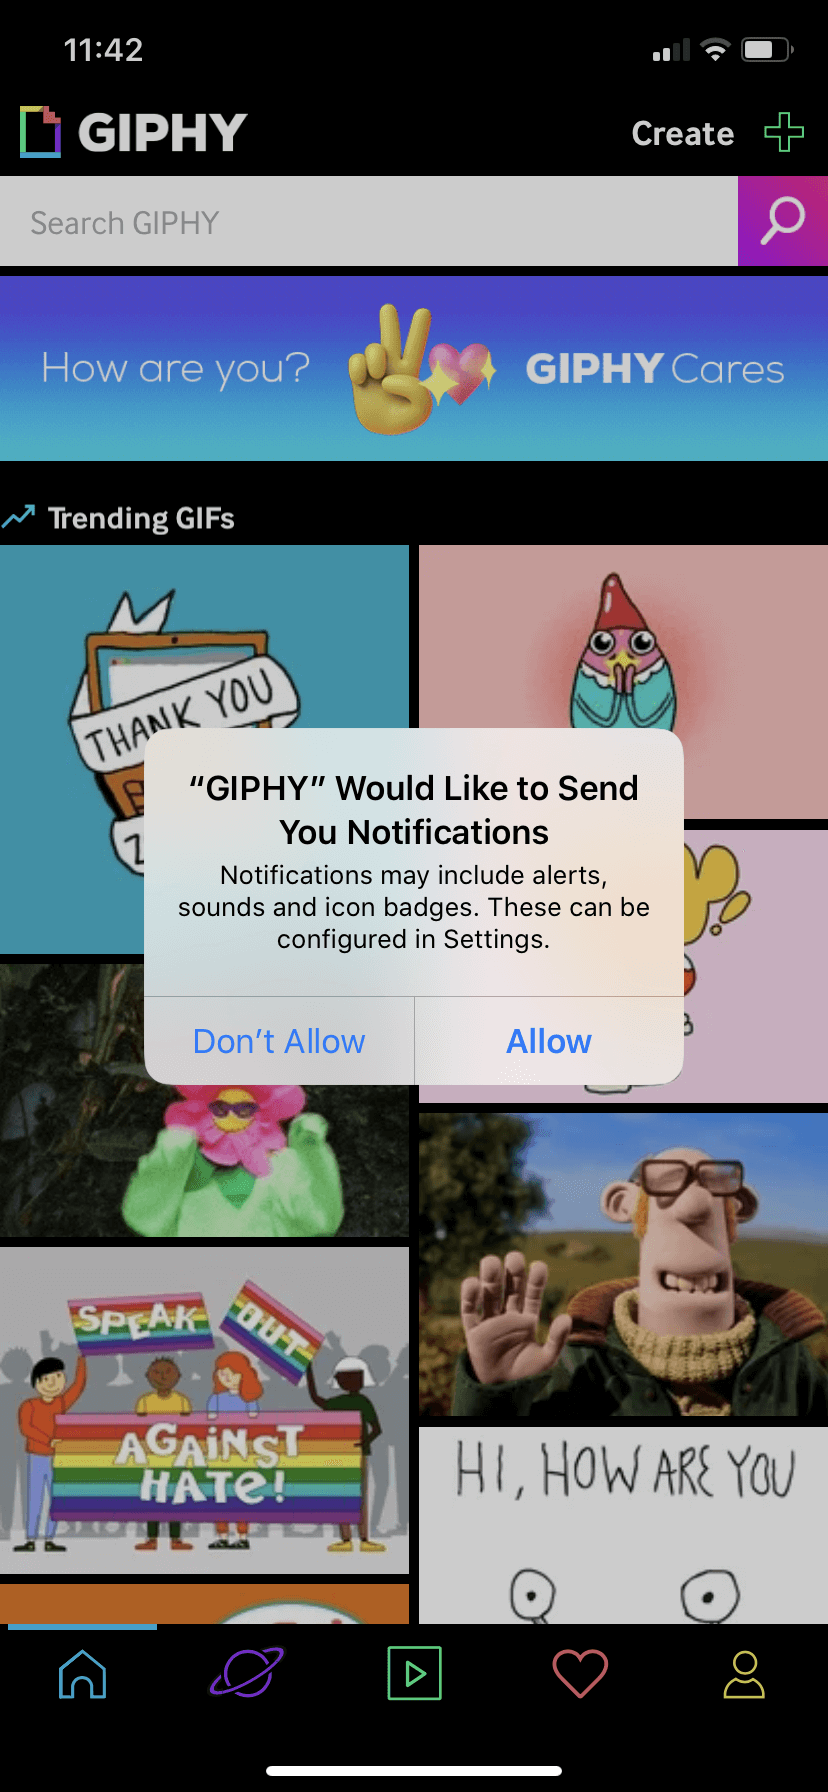 11:42
GIPHY
Create
Search GIPHY
How are you?
GIPHY Cares
Trending GIFs
THANK YOU
“GIPHY” Would Like to Send
You Notifications
Notifications may include alerts,
sounds and icon badges. These can be
configured in Settings.
Don’t Allow
Allow
SPEAK OUT
AGAiNST
HATe!
HI, HOW ARE YOU